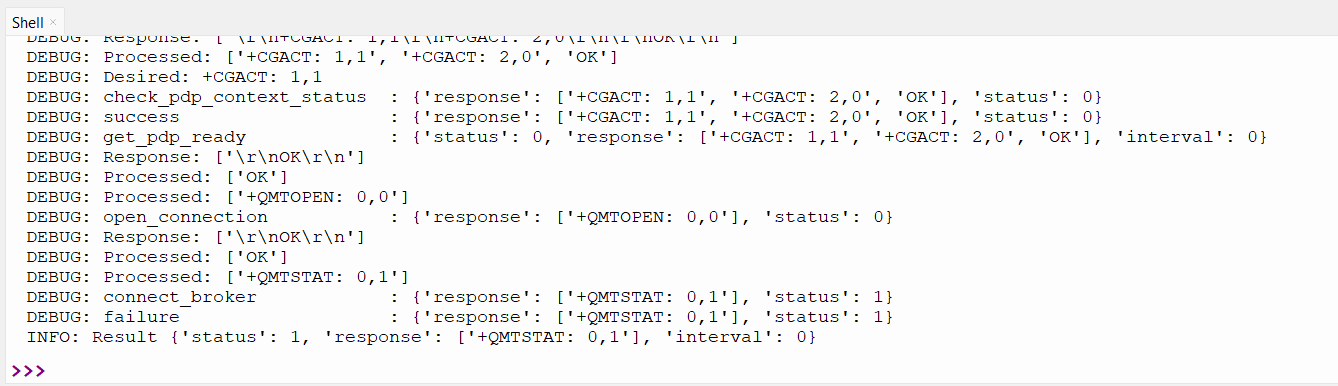 Shell ×
DEBUG: Response: ['\r\n+CGACT: 1,1\r\n+CGACT: 2,0\r\n\r\nOK\r\n']
DEBUG: Processed: ['+CGACT: 1,1', '+CGACT: 2,0', 'OK']
DEBUG: Desired: +CGACT: 1,1
DEBUG: check_pdp_context_status  : {'response': ['+CGACT: 1,1', '+CGACT: 2,0', 'OK'], 'status': 0}
DEBUG: success                   : {'response': ['+CGACT: 1,1', '+CGACT: 2,0', 'OK'], 'status': 0}
DEBUG: get_pdp_ready             : {'status': 0, 'response': ['+CGACT: 1,1', '+CGACT: 2,0', 'OK'], 'interval': 0}
DEBUG: Response: ['\r\nOK\r\n']
DEBUG: Processed: ['OK']
DEBUG: Processed: ['+QMTOPEN: 0,0']
DEBUG: open_connection           : {'response': ['+QMTOPEN: 0,0'], 'status': 0}
DEBUG: Response: ['\r\nOK\r\n']
DEBUG: Processed: ['OK']
DEBUG: Processed: ['+QMTSTAT: 0,1']
DEBUG: connect_broker            : {'response': ['+QMTSTAT: 0,1'], 'status': 1}
DEBUG: failure                   : {'response': ['+QMTSTAT: 0,1'], 'status': 1}
INFO: Result {'status': 1, 'response': ['+QMTSTAT: 0,1'], 'interval': 0}
>>>